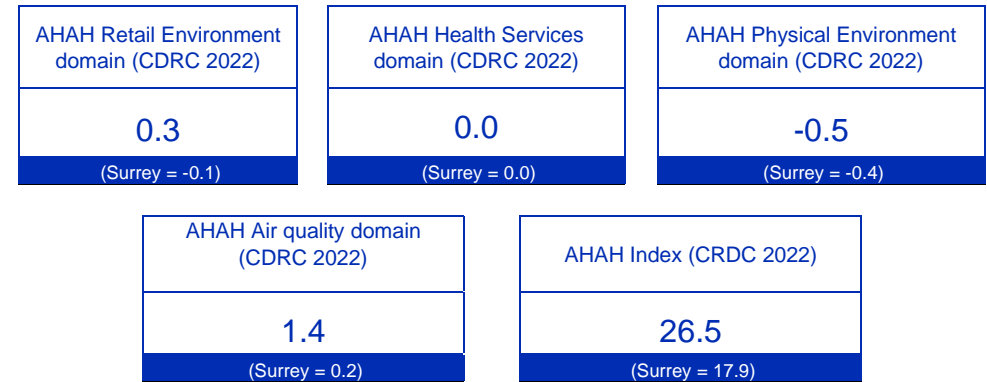 AHAH Retail Environment
domain (CDRC 2022)
0.3
(Surrey = -0.1)
AHAH Health Services
domain (CDRC 2022)
0.0
(Surrey = 0.0)
AHAH Physical Environment
domain (CDRC 2022)
-0.5
(Surrey = -0.4)
AHAH Air quality domain
(CDRC 2022)
1.4
(Surrey = 0.2)
AHAH Index (CRDC 2022)
26.5
(Surrey = 17.9)